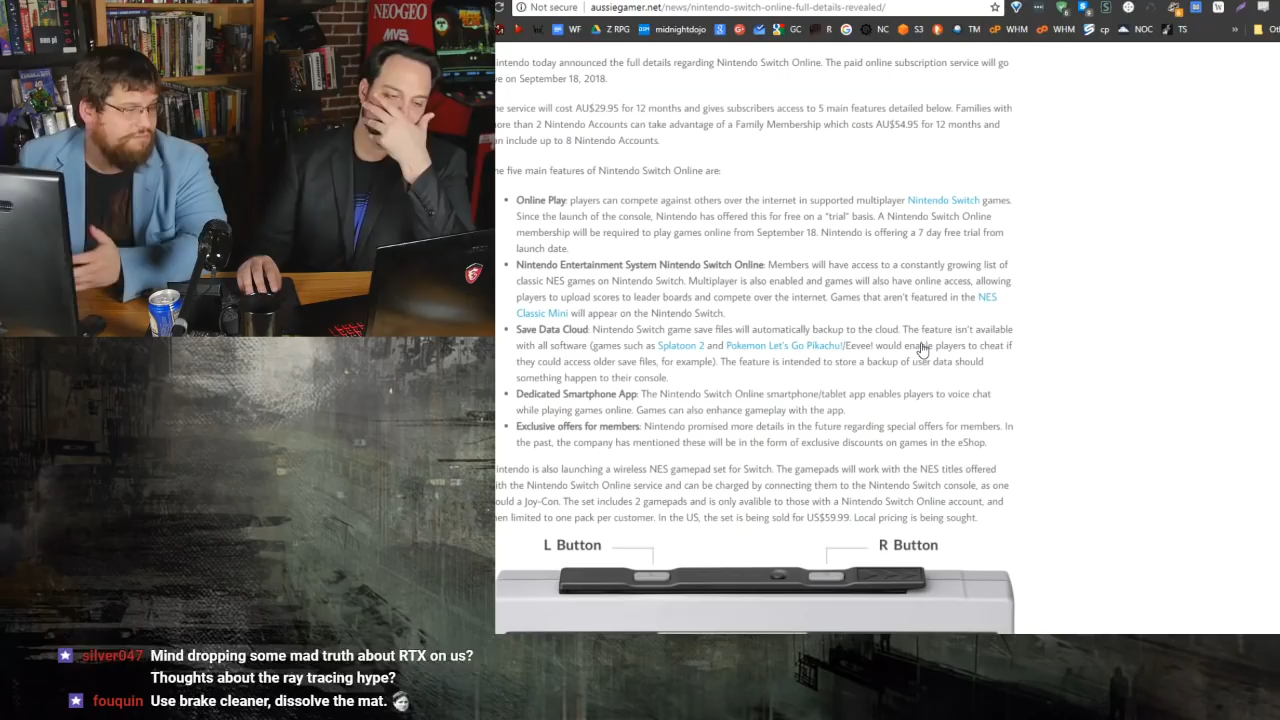 Not secure | aussiegamer.net/news/nintendo-switch-online-full-details-revealed/
WF Z RPG midnightdojo GC R NC S3 TM WHM WHM NOC TS » Ot
NEO-GEO
MVS
intendo today announced the full details regarding Nintendo Switch Online. The paid online subscription service will go
ve on September 18, 2018.
he service will cost AU$29.95 for 12 months and gives subscribers access to 5 main features detailed below. Families with
ore than 2 Nintendo Accounts can take advantage of a Family Membership which costs AU$54.95 for 12 months and
an include up to 8 Nintendo Accounts.
he five main features of Nintendo Switch Online are:
• Online Play: players can compete against others over the internet in supported multiplayer Nintendo Switch games.
Since the launch of the console, Nintendo has offered this for free on a "trial" basis. A Nintendo Switch Online
membership will be required to play games online from September 18. Nintendo is offering a 7 day free trial from
launch date.
• Nintendo Entertainment System Nintendo Switch Online: Members will have access to a constantly growing list of
classic NES games on Nintendo Switch. Multiplayer is also enabled and games will also have online access, allowing
players to upload scores to leader boards and compete over the internet. Games that aren't featured in the NES
Classic Mini will appear on the Nintendo Switch.
• Save Data Cloud: Nintendo Switch game save files will automatically backup to the cloud. The feature isn't available
with all software (games such as Splatoon 2 and Pokemon Let's Go Pikachu!/Eevee! would enable players to cheat if
they could access older save files, for example). The feature is intended to store a backup of user data should
something happen to their console.
• Dedicated Smartphone App: The Nintendo Switch Online smartphone/tablet app enables players to voice chat
while playing games online. Games can also enhance gameplay with the app.
• Exclusive offers for members: Nintendo promised more details in the future regarding special offers for members. In
the past, the company has mentioned these will be in the form of exclusive discounts on games in the eShop.
intendo is also launching a wireless NES gamepad set for Switch. The gamepads will work with the NES titles offered
ith the Nintendo Switch Online service and can be charged by connecting them to the Nintendo Switch console, as one
ould a Joy-Con. The set includes 2 gamepads and is only avalible to those with a Nintendo Switch Online account, and
en limited to one pack per customer. In the US, the set is being sold for US$59.99. Local pricing is being sought.
L Button R Button
silver047 Mind dropping some mad truth about RTX on us?
Thoughts about the ray tracing hype?
fouquin Use brake cleaner, dissolve the mat.